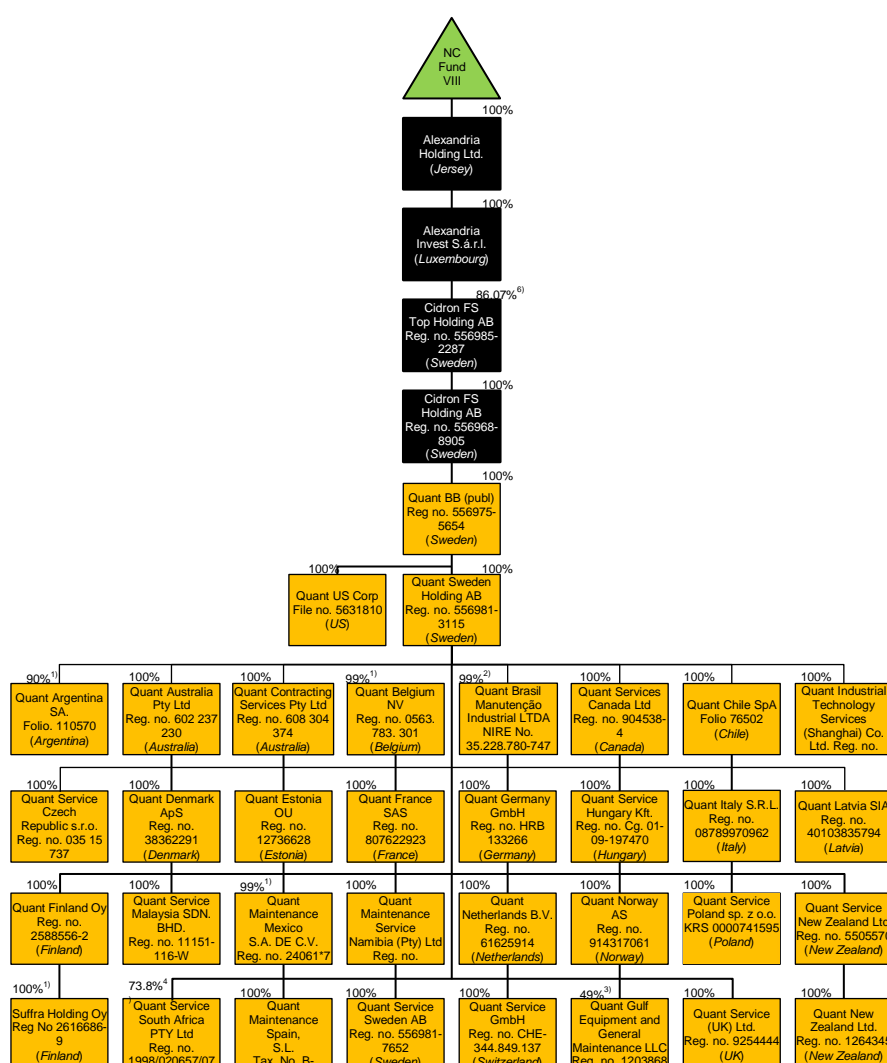 NC
Fund
VIII
100%
Alexandria
Holding Ltd.
(Jersey)
100%
Alexandria
Invest S.á.r.l.
(Luxembourg)
86.07%6)
Cidron FS
Top Holding AB
Reg. no. 556985-
2287
(Sweden)
100%
Cidron FS
Holding AB
Reg. no. 556968-
8905
(Sweden)
100%
Quant BB (publ)
Reg no. 556975-
5654
(Sweden)
100%
Quant US Corp
File no. 5631810
(US)
100%
Quant Sweden
Holding AB
Reg. no. 556981-
3115
(Sweden)
90%1)
Quant Argentina
SA.
Folio. 110570
(Argentina)
100%
Quant Australia
Pty Ltd
Reg. no. 602 237
230
(Australia)
100%
Quant Contracting
Services Pty Ltd
Reg. no. 608 304
374
(Australia)
99%1)
Quant Belgium
NV
Reg. no. 0563.
783. 301
(Belgium)
99%2)
Quant Brasil
Manutenção
Industrial LTDA
NIRE No.
35.228.780-747
100%
Quant Services
Canada Ltd
Reg. no. 904538-
4
(Canada)
100%
Quant Chile SpA
Folio 76502
(Chile)
100%
Quant Industrial
Technology
Services
(Shanghai) Co.
Ltd. Reg. no.
100%
Quant Service
Czech
Republic s.r.o.
Reg. no. 035 15
737
100%
Quant Denmark
ApS
Reg. no.
38362291
(Denmark)
100%
Quant Estonia
OU
Reg. no.
12736628
(Estonia)
100%
Quant France
SAS
Reg. no.
807622923
(France)
100%
Quant Germany
GmbH
Reg. no. HRB
133266
(Germany)
100%
Quant Service
Hungary Kft.
Reg. no. Cg. 01-
09-197470
(Hungary)
100%
Quant Italy S.R.L.
Reg. no.
08789970962
(Italy)
100%
Quant Latvia SIA
Reg. no.
40103835794
(Latvia)
100%
Quant Finland Oy
Reg. no.
2588556-2
(Finland)
100%
Quant Service
Malaysia SDN.
BHD.
Reg. no. 11151-
116-W
99%1)
Quant
Maintenance
Mexico
S.A. DE C.V.
Reg. no. 24061*7
100%
Quant
Maintenance
Service
Namibia (Pty) Ltd
Reg. no.
100%
Quant
Netherlands B.V.
Reg. no.
61625914
(Netherlands)
100%
Quant Norway
AS
Reg. no.
914317061
(Norway)
100%
Quant Service
Poland sp. z o.o.
KRS 0000741595
(Poland)
100%
Quant Service
New Zealand Ltd
Reg. no. 5505570
(New Zealand)
100%1)
Suffra Holding Oy
Reg No 2616686-
9
(Finland)
73.8%4
)
Quant Service
South Africa
PTY Ltd
Reg. no.
1998/020657/07
100%
Quant
Maintenance
Spain,
S.L.
Tax. No. B-
100%
Quant Service
Sweden AB
Reg. no. 556981-
7652
(Sweden)
100%
Quant Service
GmbH
Reg. no. CHE-
344.849.137
(Switzerland)
49%3)
Quant Gulf
Equipment and
General
Maintenance LLC
Reg. no. 1203868
100%
Quant Service
(UK) Ltd.
Reg. no. 9254444
(UK)
100%
Quant New
Zealand Ltd.
Reg. no. 1264348
(New Zealand)